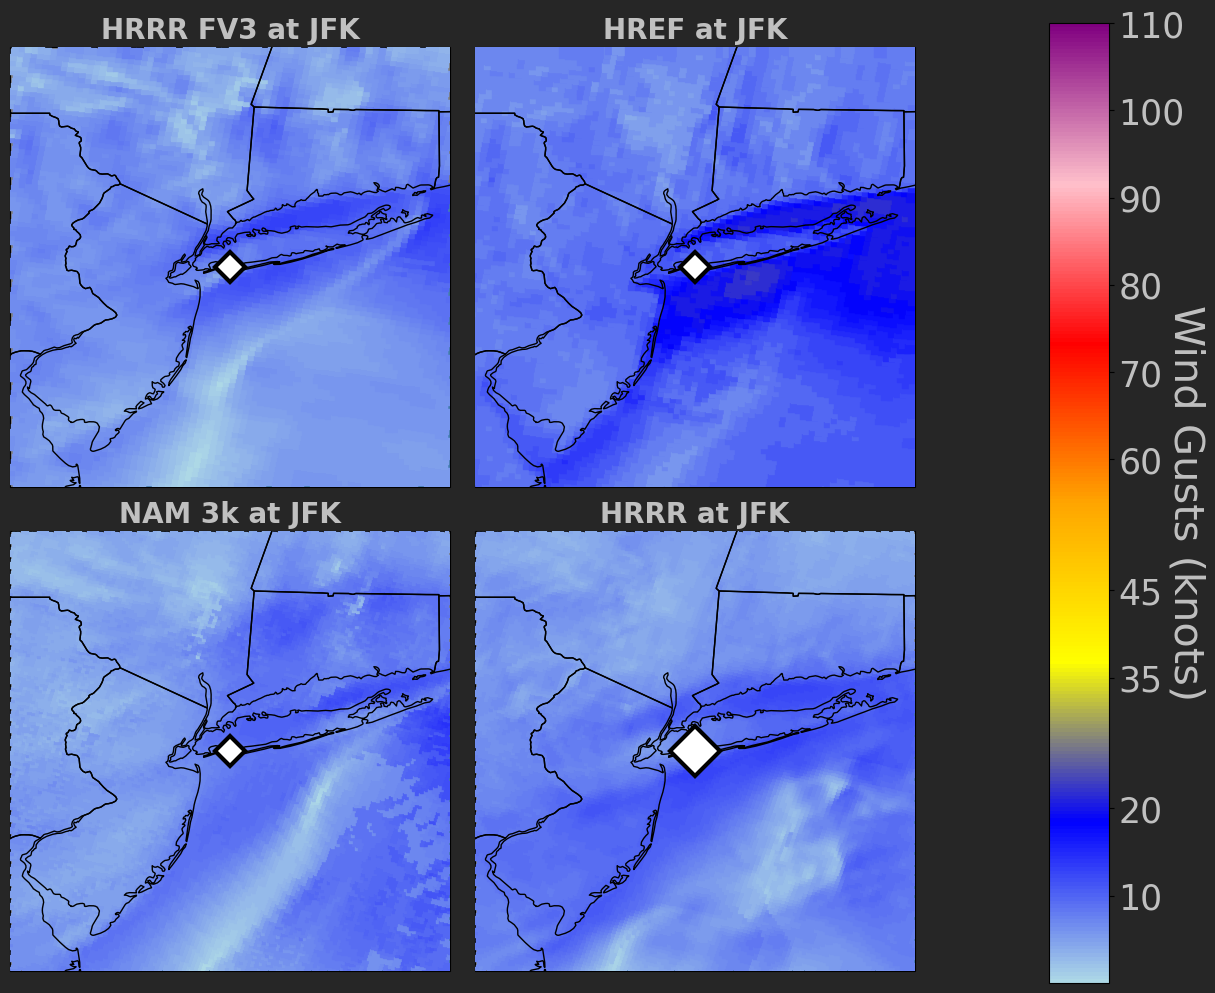 HRRR FV3 at JFK
HREF at JFK
NAM 3k at JFK
HRRR at JFK
110
100
90
80
70
60
45
35
20
10
Wind Gusts (knots)